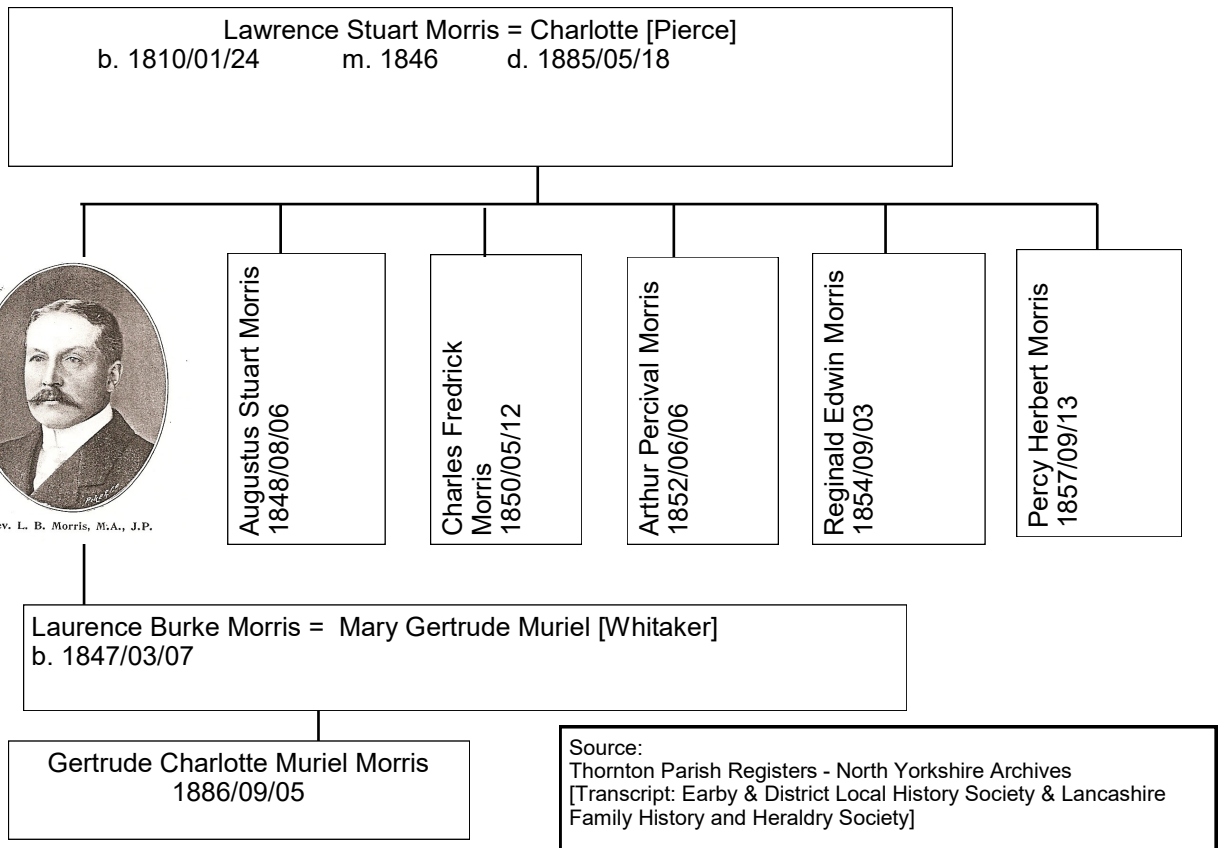 Lawrence Stuart Morris = Charlotte [Pierce]
b. 1810/01/24 m. 1846 d. 1885/05/18
ev. L. B. Morris, M.A., J.P.
Augustus Stuart Morris
1848/08/06
Charles Fredrick
Morris
1850/05/12
Arthur Percival Morris
1852/06/06
Reginald Edwin Morris
1854/09/03
Percy Herbert Morris
1857/09/13
Laurence Burke Morris = Mary Gertrude Muriel [Whitaker]
b. 1847/03/07
Gertrude Charlotte Muriel Morris
1886/09/05
Source:
Thornton Parish Registers - North Yorkshire Archives
[Transcript: Earby & District Local History Society & Lancashire
Family History and Heraldry Society]